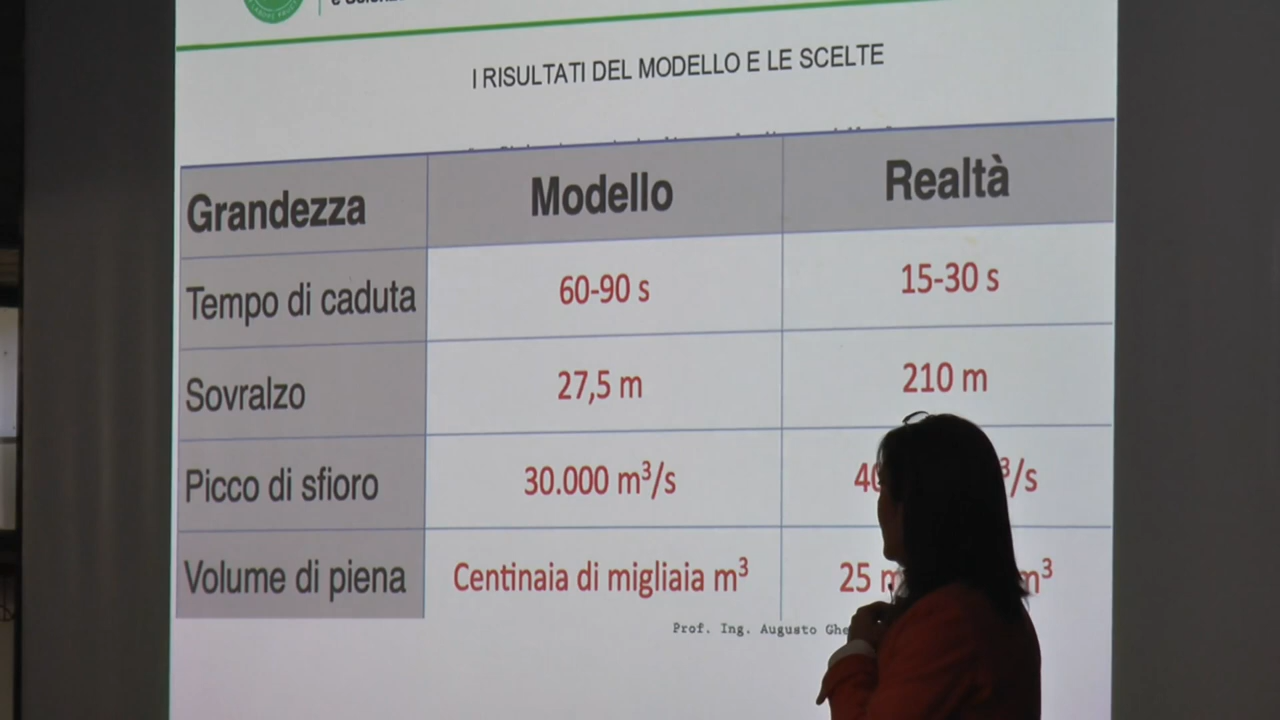 I RISULTATI DEL MODELLO E LE SCELTE
Grandezza Modello Realtà
Tempo di caduta 60-90 s 15-30 s
Sovralzo 27,5 m 210 m
Picco di sfioro 30.000 m³/s
Volume di piena Centinaia di migliaia m³ 25
Prof. Ing. Augusto